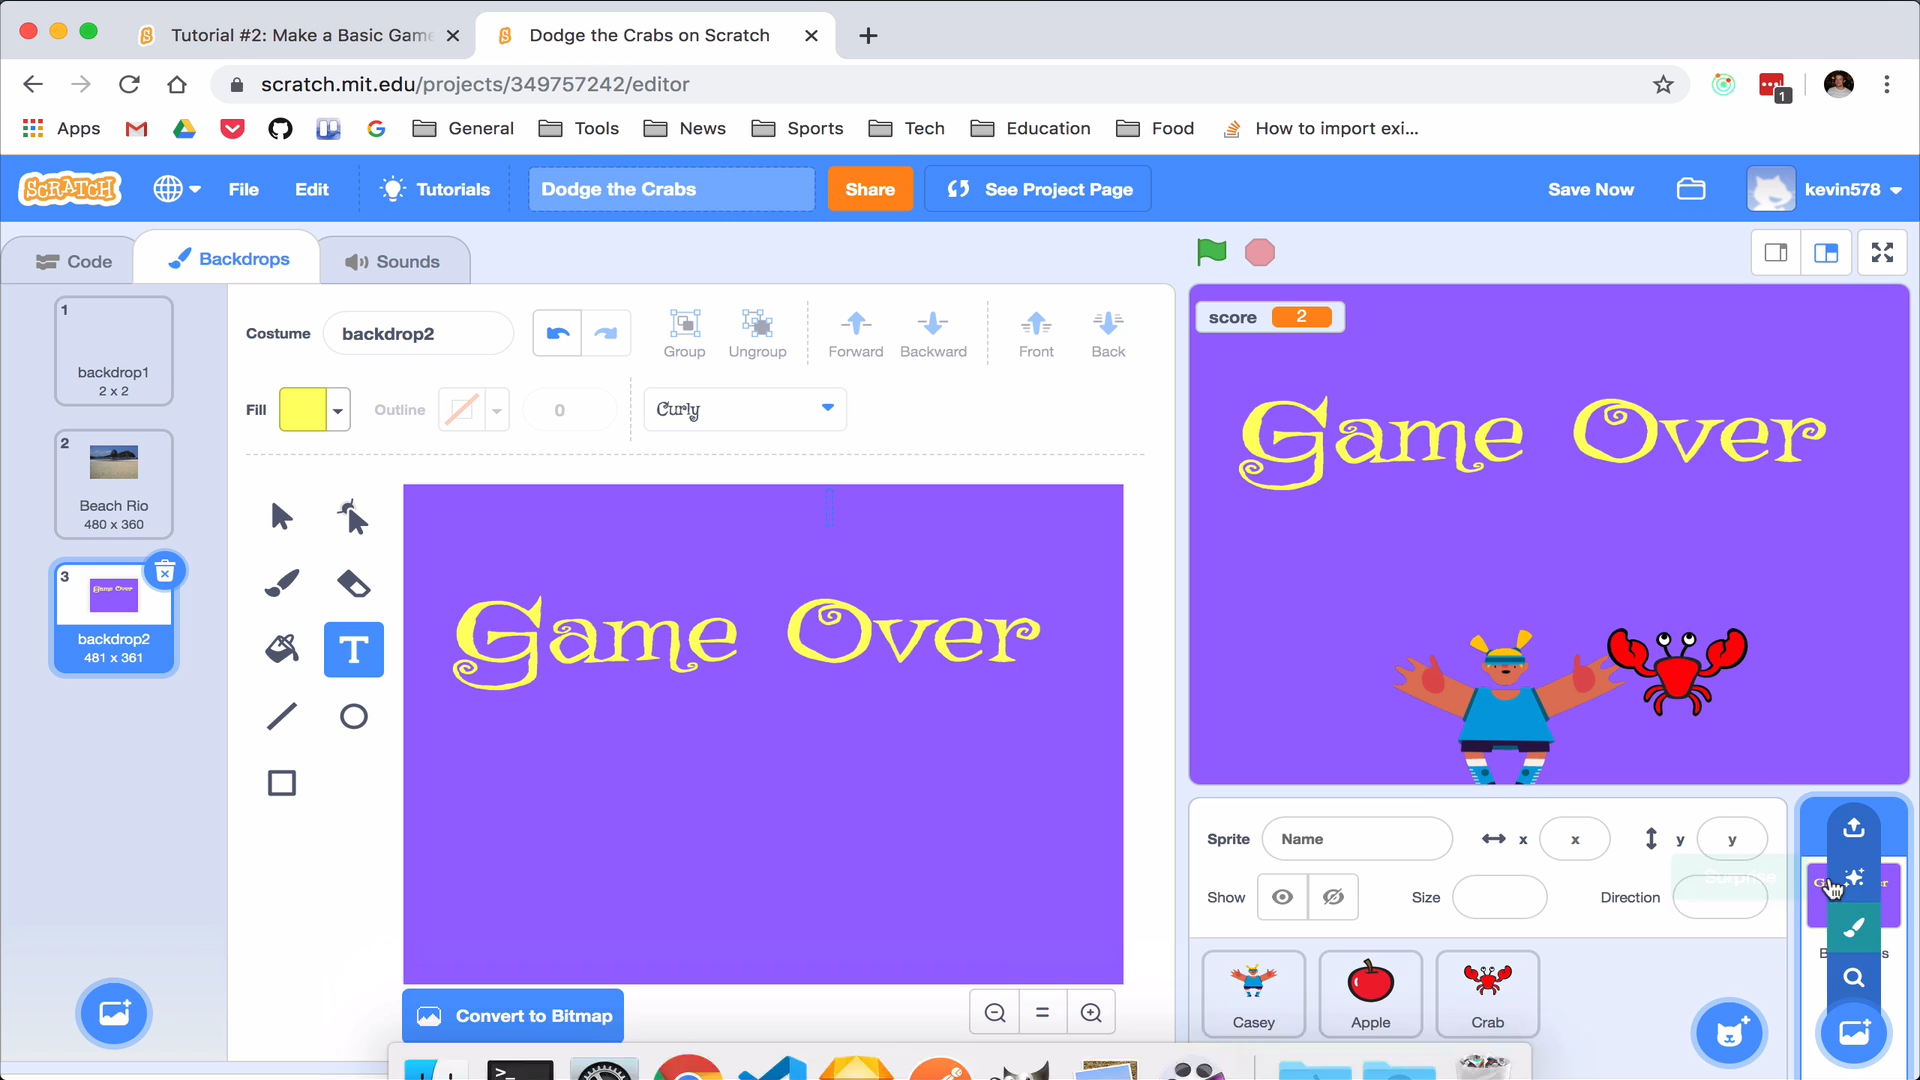 Tutorial #2: Make a Basic Game
Dodge the Crabs on Scratch
scratch.mit.edu/projects/349757242/editor
1
Apps
General
Tools
News
Sports
Tech
Education
Food
How to import exi...
SCRATCH
File
Edit
Tutorials
Dodge the Crabs
Share
See Project Page
Save Now
kevin578
Code
Backdrops
Sounds
1
backdrop1
2 x 2
2
Beach Rio
480 x 360
3
Game Over
backdrop2
481 x 361
Costume
backdrop2
Group
Ungroup
Forward
Backward
Front
Back
Fill
Outline
0
Curly
T
Game Over
Convert to Bitmap
score 2
Game Over
Sprite
Name
x
x
y
y
Surprise
Show
Size
Direction
Casey
Apple
Crab